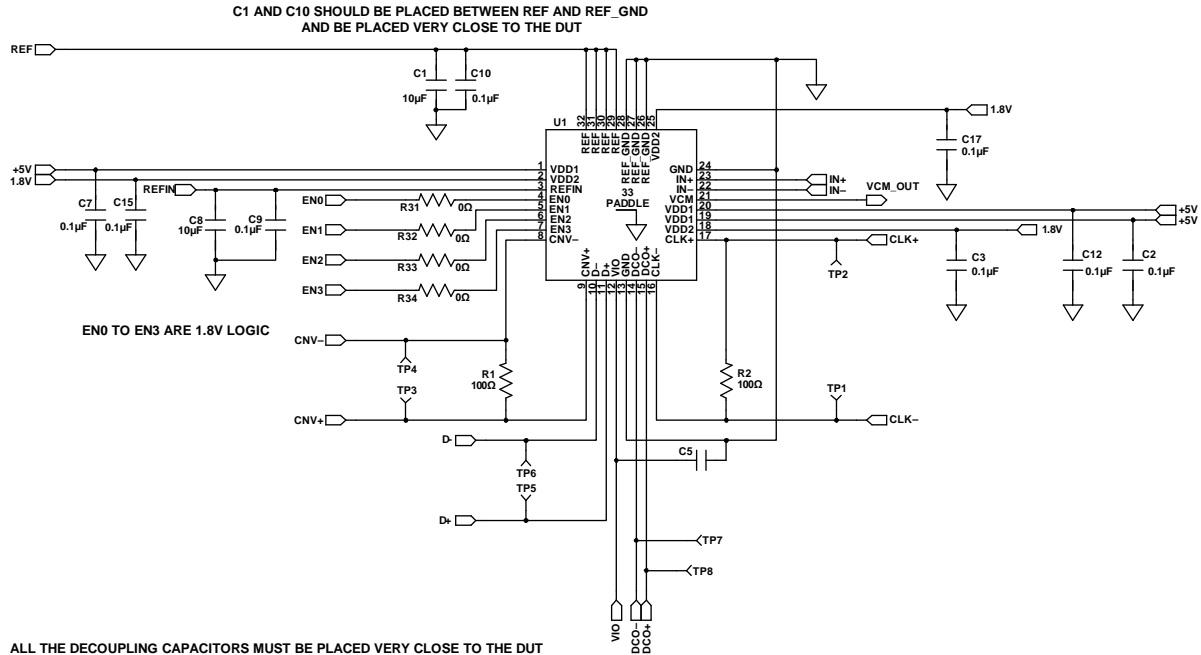 C1 AND C10 SHOULD BE PLACED BETWEEN REF AND REF_GND
AND BE PLACED VERY CLOSE TO THE DUT
REF
C1
10µF
C10
0.1µF
1.8V
C17
0.1µF
U1
32
31
30
29
28
27
26
25
REF
REF
REF
REF
REF_GND
REF_GND
REF_GND
VDD2
+5V
1.8V
REFIN
C7
0.1µF
C15
0.1µF
C8
10µF
C9
0.1µF
EN0
R31
0Ω
EN1
R32
0Ω
EN2
R33
0Ω
EN3
R34
0Ω
1
VDD1
2
VDD2
3
REFIN
4
EN0
5
EN1
6
EN2
7
EN3
8
CNV−
33
PADDLE
GND
24
IN+
23
IN−
22
VCM
21
VDD1
20
VDD1
19
VDD2
18
CLK+
17
IN+
IN−
VCM_OUT
+5V
+5V
1.8V
CLK+
TP2
C3
0.1µF
C12
0.1µF
C2
0.1µF
CNV+
D−
D+
VIO
GND
DCO−
DCO+
CLK−
9
10
11
12
13
14
15
16
EN0 TO EN3 ARE 1.8V LOGIC
CNV−
TP4
TP3
CNV+
R1
100Ω
R2
100Ω
TP1
CLK−
D-
TP6
TP5
D+
C5
TP7
TP8
VIO
DCO−
DCO+
ALL THE DECOUPLING CAPACITORS MUST BE PLACED VERY CLOSE TO THE DUT